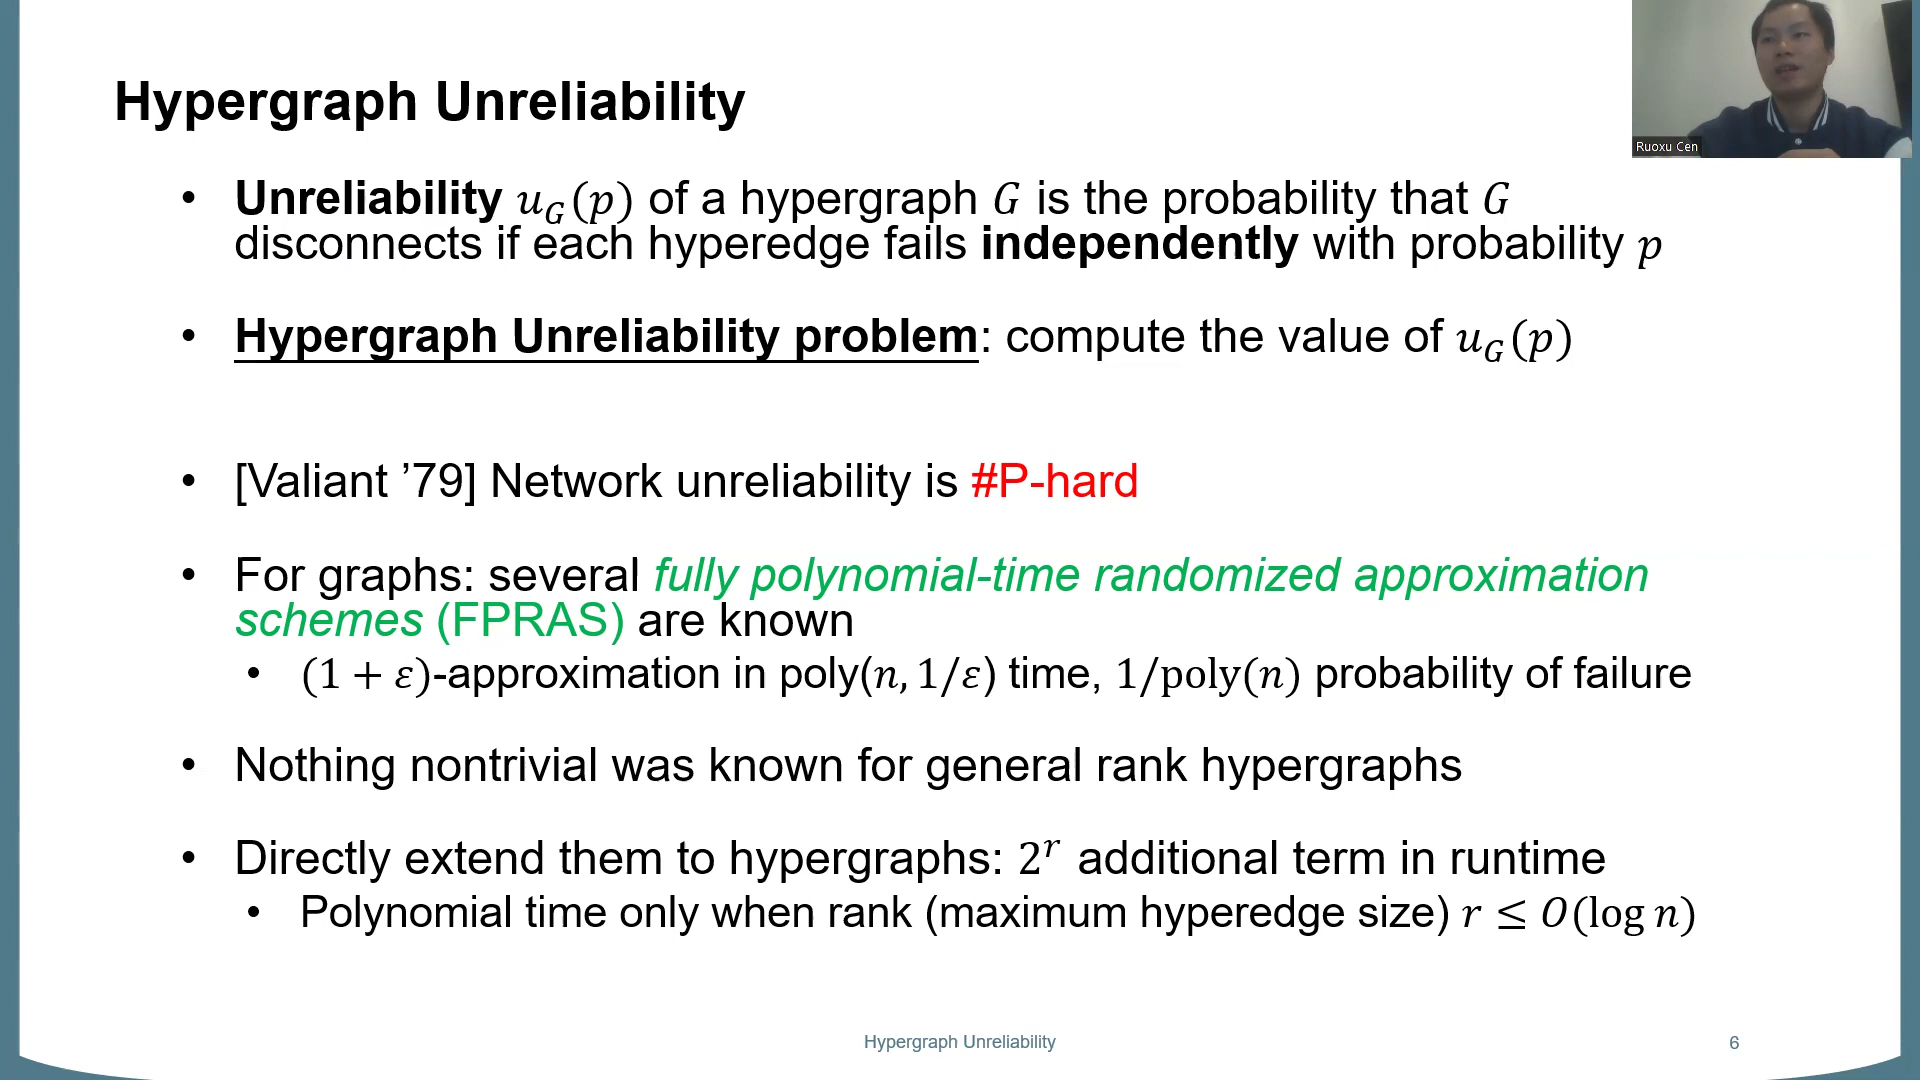 Ruoxu Cen
Hypergraph Unreliability
• Unreliability 𝑢_𝐺(𝑝) of a hypergraph 𝐺 is the probability that 𝐺
disconnects if each hyperedge fails independently with probability 𝑝
• Hypergraph Unreliability problem: compute the value of 𝑢_𝐺(𝑝)
• [Valiant ’79] Network unreliability is #P-hard
• For graphs: several fully polynomial-time randomized approximation
schemes (FPRAS) are known
• (1 + 𝜀)-approximation in poly(𝑛, 1/𝜀) time, 1/poly(𝑛) probability of failure
• Nothing nontrivial was known for general rank hypergraphs
• Directly extend them to hypergraphs: 2^𝑟 additional term in runtime
• Polynomial time only when rank (maximum hyperedge size) 𝑟 ≤ 𝑂(log 𝑛)
Hypergraph Unreliability
6